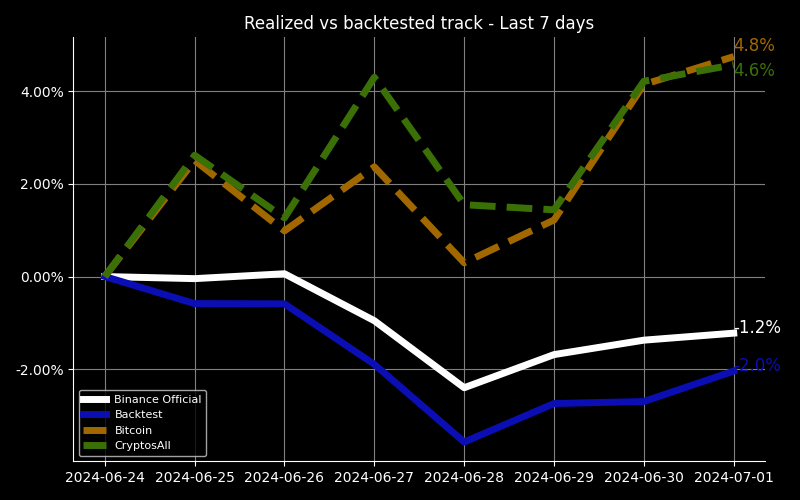 Realized vs backtested track - Last 7 days
4.8%
4.6%
4.00%
2.00%
0.00%
-2.00%
-1.2%
-2.0%
Binance Official
Backtest
Bitcoin
CryptosAll
2024-06-24 2024-06-25 2024-06-26 2024-06-27 2024-06-28 2024-06-29 2024-06-30 2024-07-01